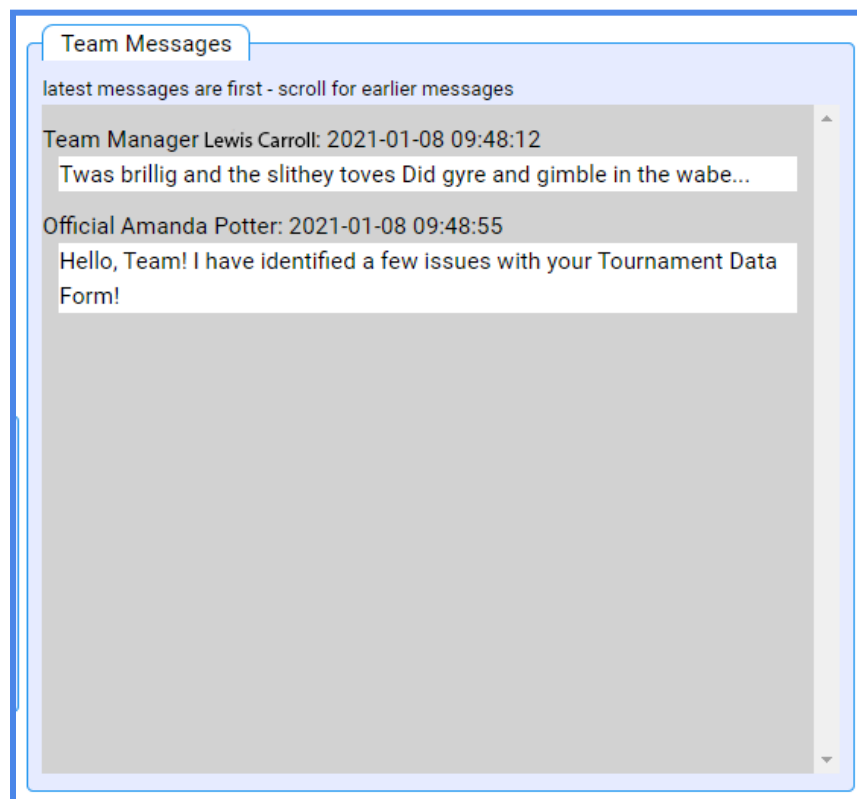 Team Messages
latest messages are first - scroll for earlier messages
Team Manager Lewis Carroll: 2021-01-08 09:48:12
Twas brillig and the slithey toves Did gyre and gimble in the wabe...
Official Amanda Potter: 2021-01-08 09:48:55
Hello, Team! I have identified a few issues with your Tournament Data
Form!